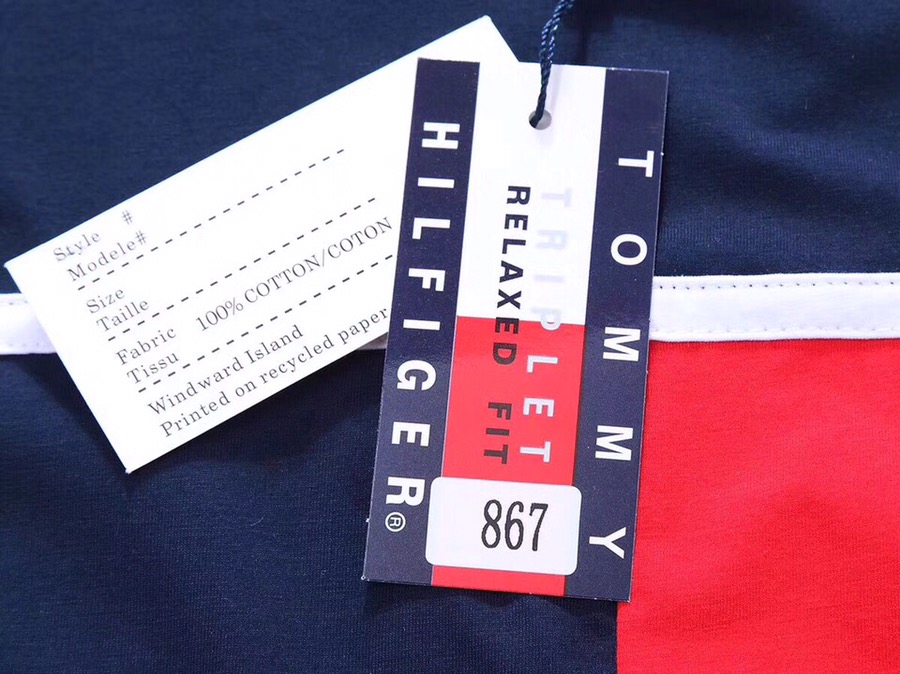 Style #
Modele#
Size
Taille
Fabric 100% COTTON/COTON
Tissu
Windward Island
Printed on recycled paper
TOMMY
HILFIGER®
TRIPLET
RELAXED FIT
867